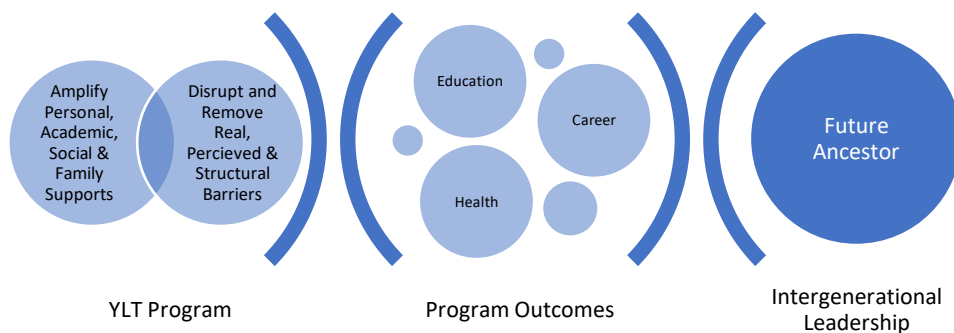 Amplify
Personal,
Academic,
Social &
Family
Supports
Disrupt and
Remove
Real,
Percieved &
Structural
Barriers
Education
Career
Health
Future
Ancestor
YLT Program
Program Outcomes
Intergenerational
Leadership